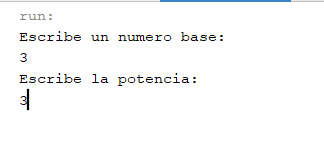 run:
Escribe un numero base:
3
Escribe la potencia:
3